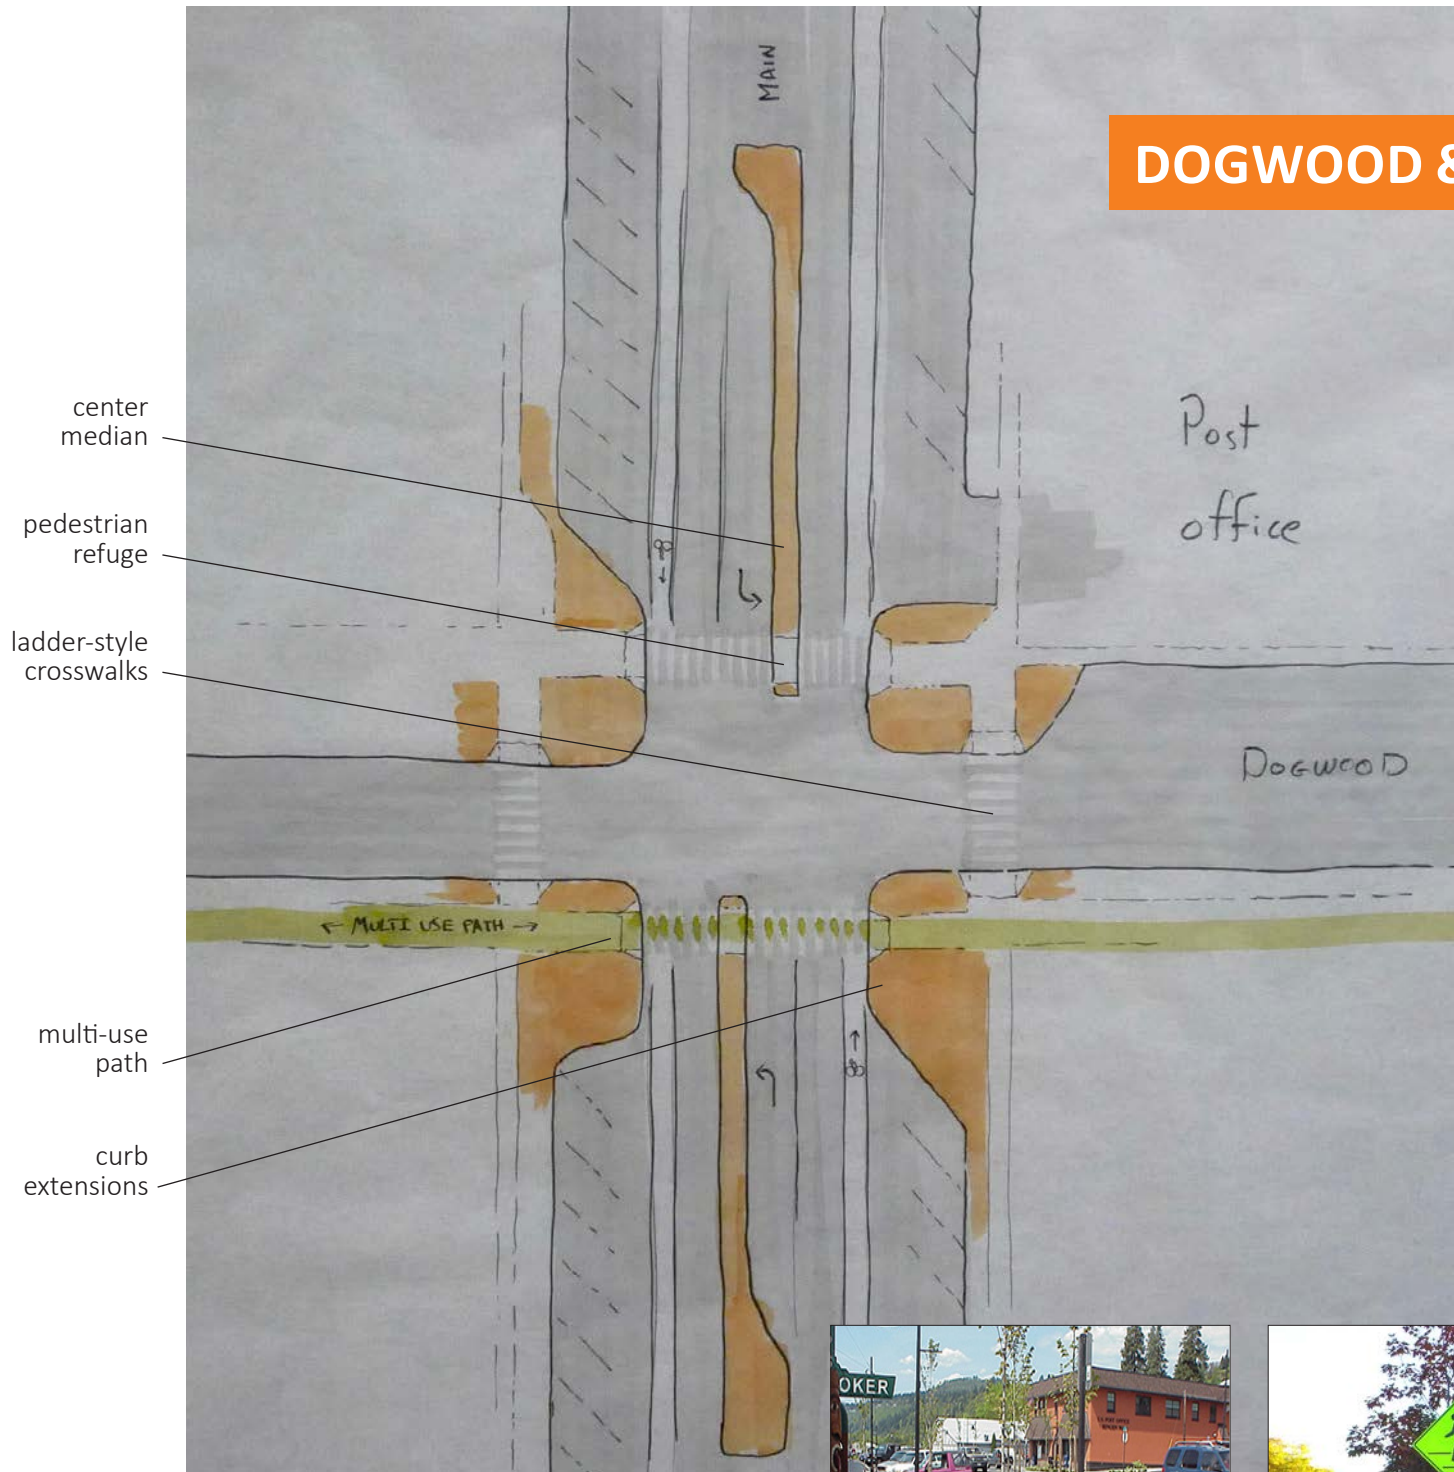 MAIN
DOGWOOD &
center
median
Post
office
pedestrian
refuge
ladder-style
crosswalks
DOGWOOD
← MULTI USE PATH →
multi-use
path
curb
extensions
OKER